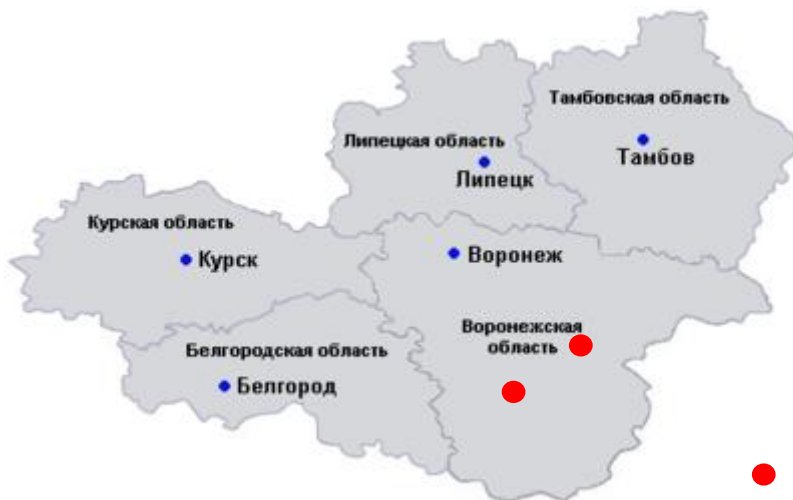 Тамбовская область
Тамбов
Липецкая область
Липецк
Курская область
Курск
Воронеж
Воронежская
область
Белгородская область
Белгород